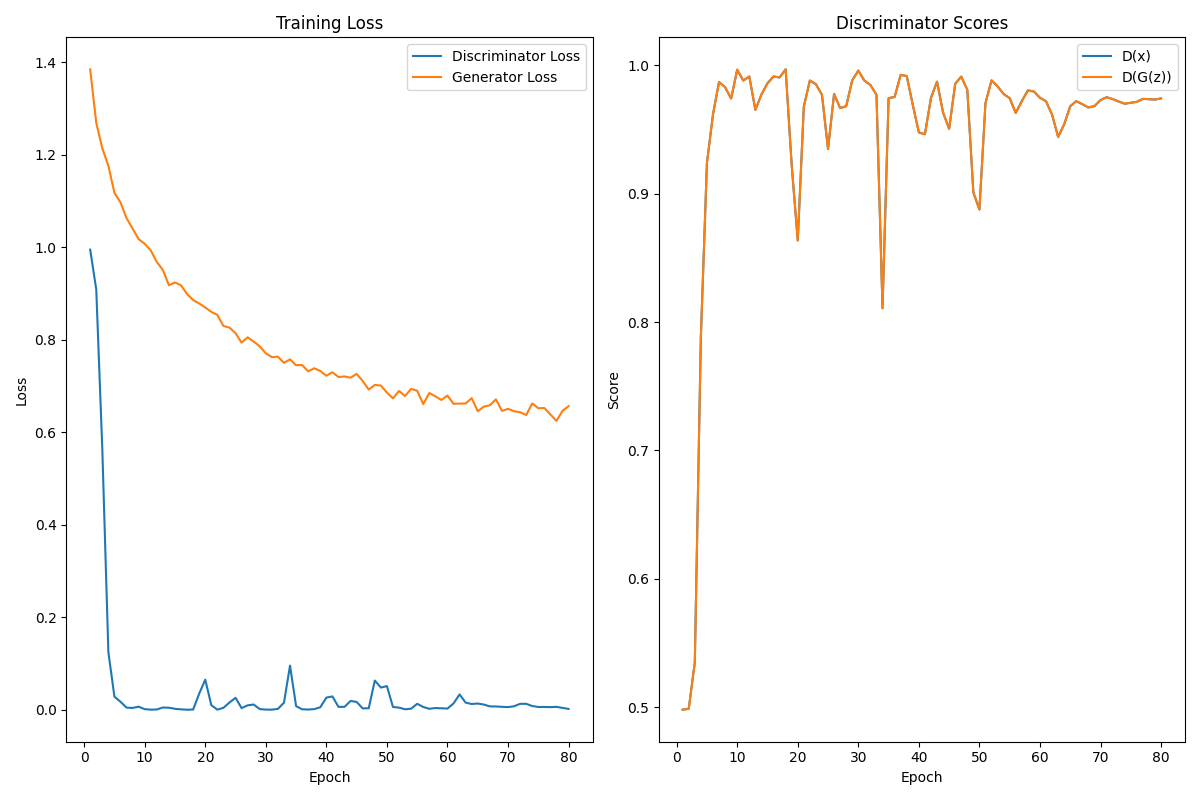 Training Loss
Discriminator Loss
Generator Loss
1.4
1.2
1.0
0.8
0.6
0.4
0.2
0.0
Loss
0 10 20 30 40 50 60 70 80
Epoch
Discriminator Scores
D(x)
D(G(z))
1.0
0.9
0.8
0.7
0.6
0.5
Score
0 10 20 30 40 50 60 70 80
Epoch